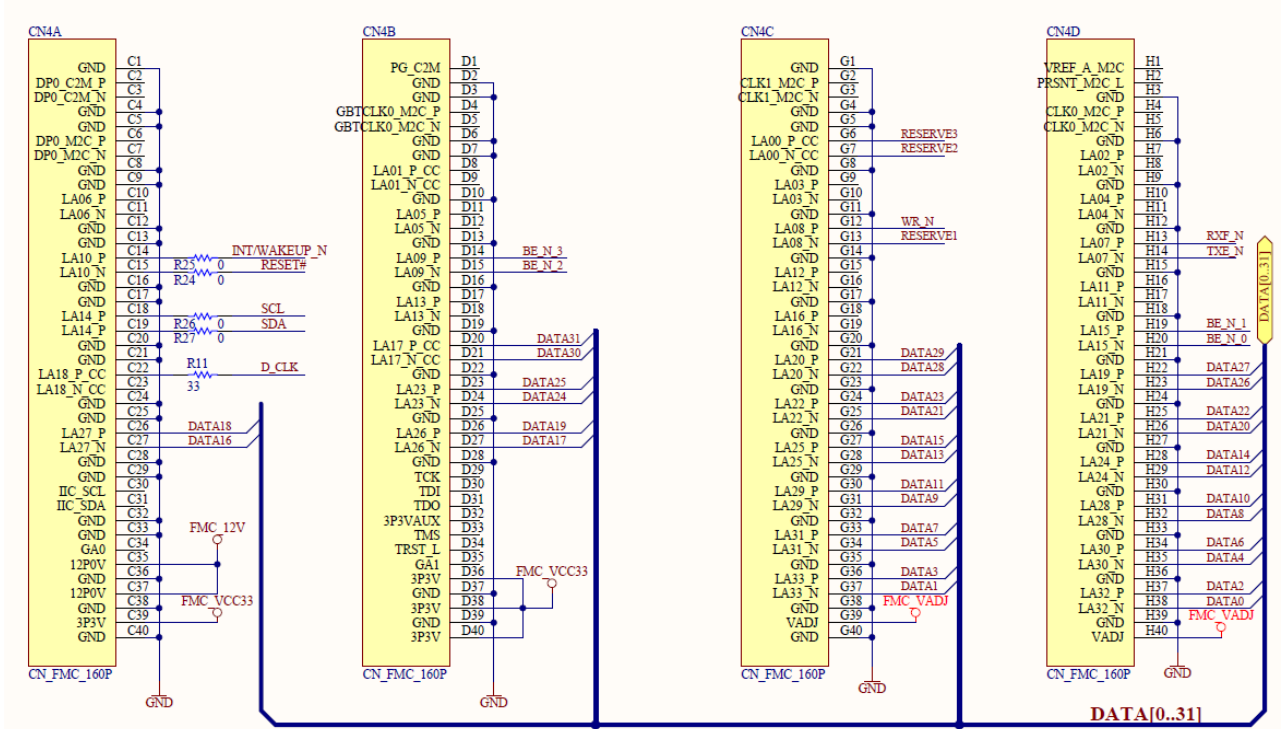 CN4A
GND C1
DP0_C2M_P C2
DP0_C2M_N C3
GND C4
GND C5
DP0_M2C_P C6
DP0_M2C_N C7
GND C8
GND C9
LA06_P C10
LA06_N C11
GND C12
GND C13
LA10_P C14 INT/WAKEUP_N
R25 0
LA10_N C15 RESET#
R24 0
GND C16
GND C17
LA14_P C18 SCL
R26 0
LA14_P C19 SDA
R27 0
GND C20
GND C21
R11
LA18_P_CC C22 D_CLK
33
LA18_N_CC C23
GND C24
GND C25
LA27_P C26 DATA18
LA27_N C27 DATA16
GND C28
GND C29
IIC_SCL C30
IIC_SDA C31
GND C32
GND C33
FMC_12V
GA0 C34
12P0V C35
GND C36
12P0V C37
GND C38
FMC_VCC33
3P3V C39
GND C40
CN_FMC_160P
GND
CN4B
PG_C2M D1
GND D2
GND D3
GBTCLK0_M2C_P D4
GBTCLK0_M2C_N D5
GND D6
GND D7
LA01_P_CC D8
LA01_N_CC D9
GND D10
LA05_P D11
LA05_N D12
GND D13
LA09_P D14 BE_N_3
LA09_N D15 BE_N_2
GND D16
LA13_P D17
LA13_N D18
GND D19
LA17_P_CC D20 DATA31
LA17_N_CC D21 DATA30
GND D22
LA23_P D23 DATA25
LA23_N D24 DATA24
GND D25
LA26_P D26 DATA19
LA26_N D27 DATA17
GND D28
TCK D29
TDI D30
TDO D31
3P3VAUX D32
TMS D33
TRST_L D34
GA1 D35
3P3V D36 FMC_VCC33
GND D37
3P3V D38
GND D39
3P3V D40
CN_FMC_160P
GND
CN4C
GND G1
CLK1_M2C_P G2
CLK1_M2C_N G3
GND G4
GND G5
LA00_P_CC G6 RESERVE3
LA00_N_CC G7 RESERVE2
GND G8
LA03_P G9
LA03_N G10
GND G11
LA08_P G12 WR_N
LA08_N G13 RESERVE1
GND G14
LA12_P G15
LA12_N G16
GND G17
LA16_P G18
LA16_N G19
GND G20
LA20_P G21 DATA29
LA20_N G22 DATA28
GND G23
LA22_P G24 DATA23
LA22_N G25 DATA21
GND G26
LA25_P G27 DATA15
LA25_N G28 DATA13
GND G29
LA29_P G30 DATA11
LA29_N G31 DATA9
GND G32
LA31_P G33 DATA7
LA31_N G34 DATA5
GND G35
LA33_P G36 DATA3
LA33_N G37 DATA1
GND G38 FMC_VADJ
VADJ G39
GND G40
CN_FMC_160P
GND
CN4D
VREF_A_M2C H1
PRSNT_M2C_L H2
GND H3
CLK0_M2C_P H4
CLK0_M2C_N H5
GND H6
LA02_P H7
LA02_N H8
GND H9
LA04_P H10
LA04_N H11
GND H12
LA07_P H13 RXF_N
LA07_N H14 TXE_N
GND H15
LA11_P H16
LA11_N H17
GND H18
LA15_P H19 BE_N_1
LA15_N H20 BE_N_0
GND H21
LA19_P H22 DATA27
LA19_N H23 DATA26
GND H24
LA21_P H25 DATA22
LA21_N H26 DATA20
GND H27
LA24_P H28 DATA14
LA24_N H29 DATA12
GND H30
LA28_P H31 DATA10
LA28_N H32 DATA8
GND H33
LA30_P H34 DATA6
LA30_N H35 DATA4
GND H36
LA32_P H37 DATA2
LA32_N H38 DATA0
GND H39 FMC_VADJ
VADJ H40
CN_FMC_160P
GND
DATA[0..31]
DATA[0..31]